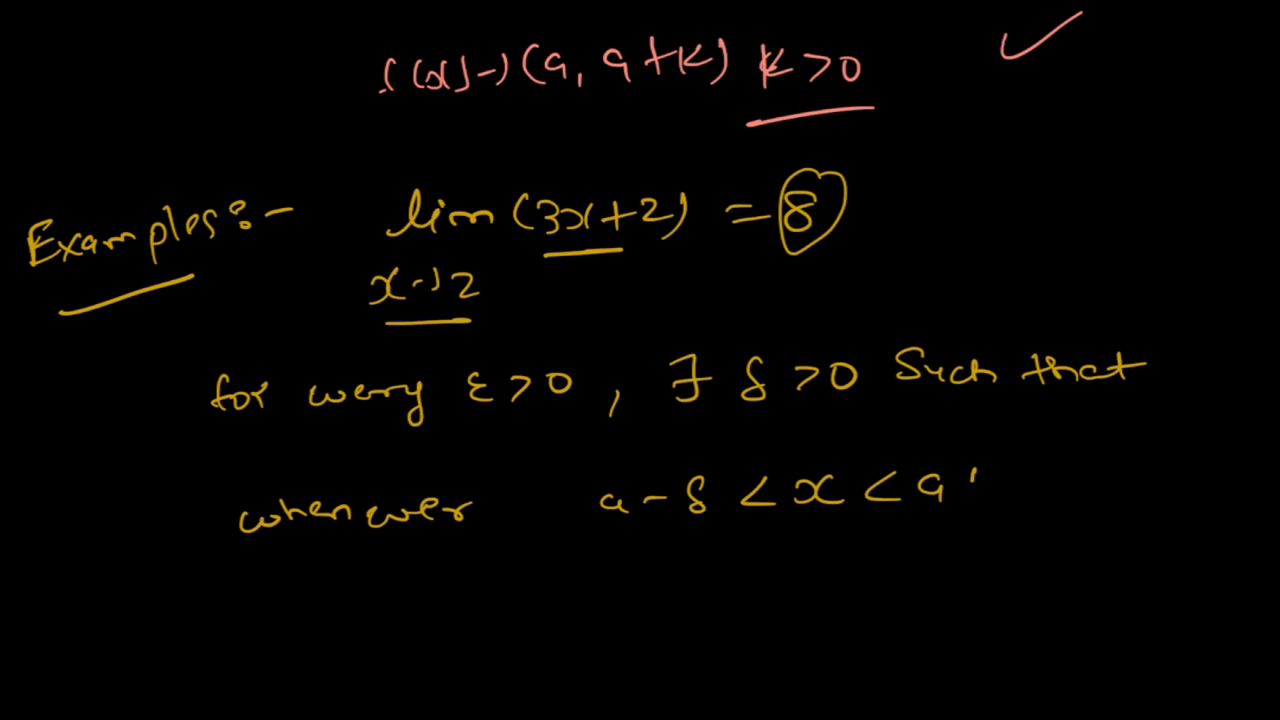 f(x)→(a, a+k) k>0
Examples:- lim(3x+2) = 8
x→2
for every ε>0, ∃ δ>0 Such that
whenever a-δ < x < a